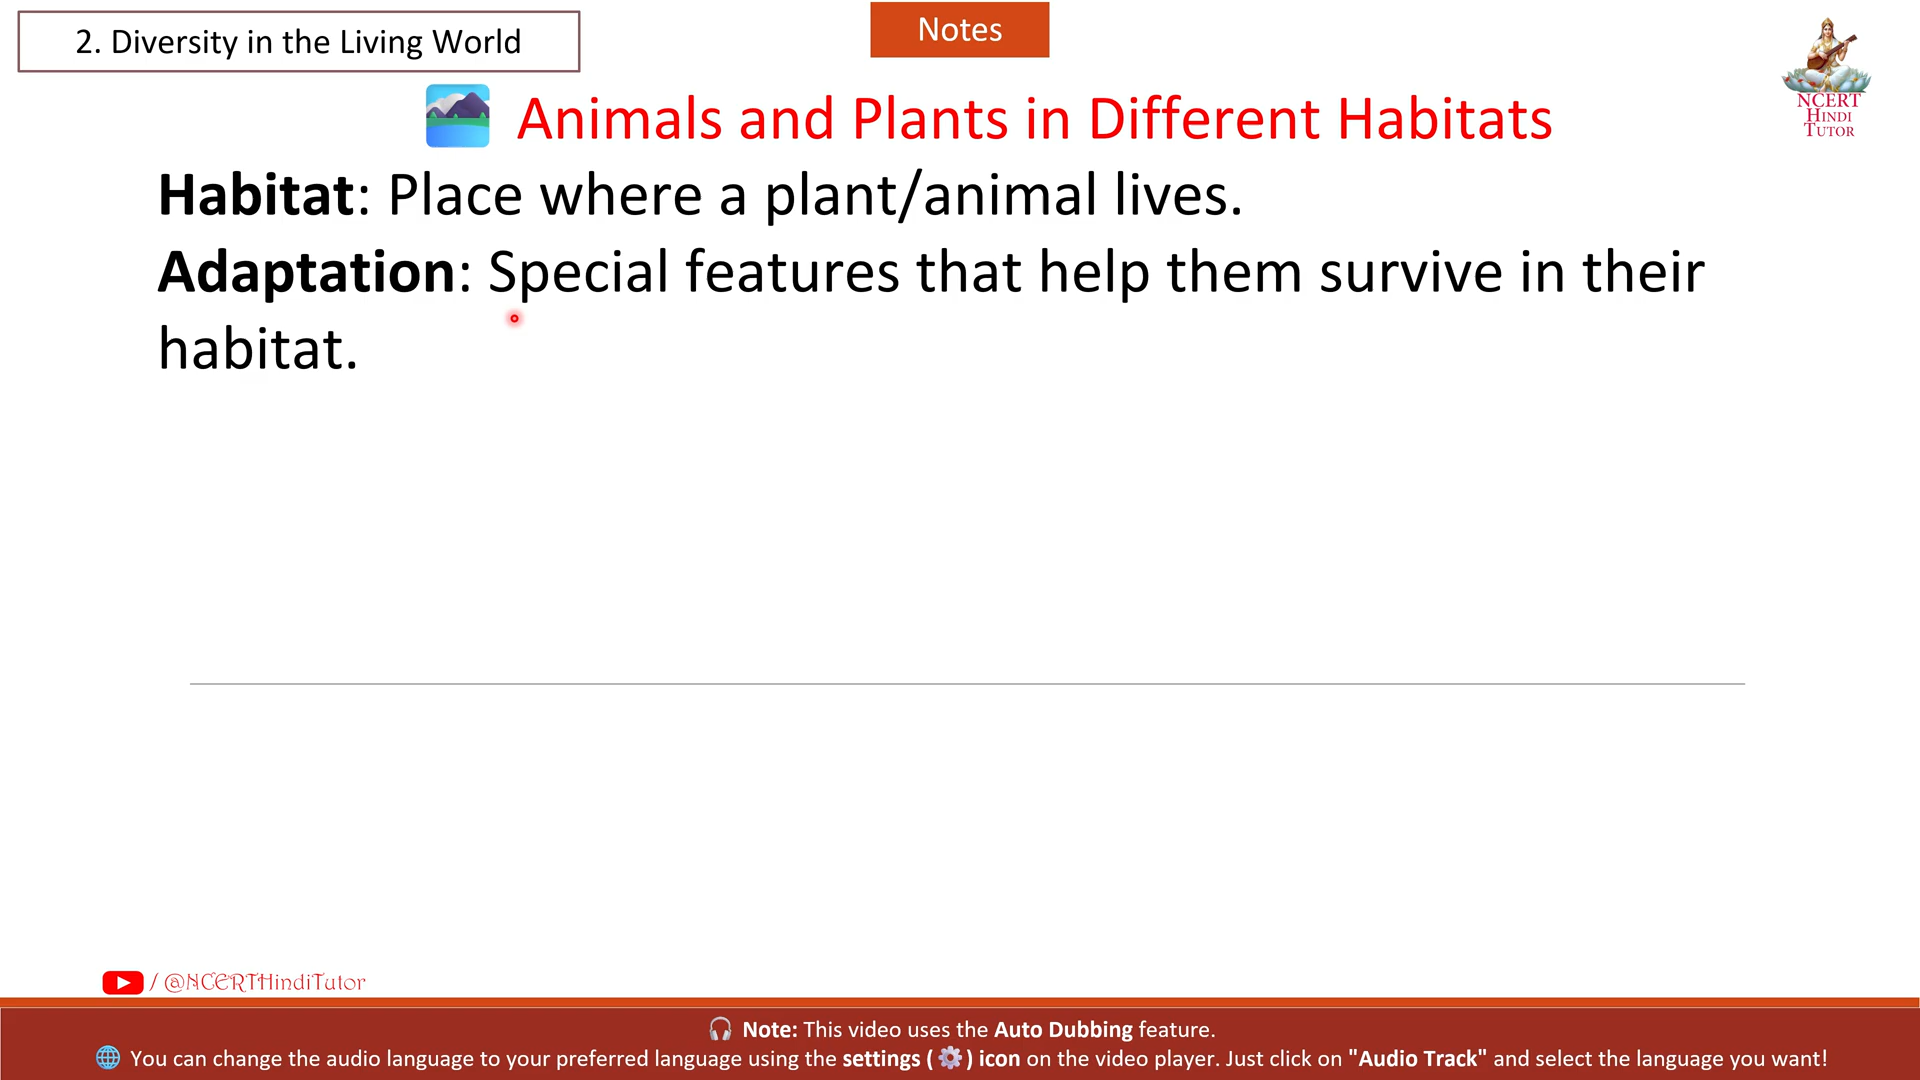 2. Diversity in the Living World
Notes
NCERT
HINDI
TUTOR
Animals and Plants in Different Habitats
Habitat: Place where a plant/animal lives.
Adaptation: Special features that help them survive in their
habitat.
/ @NCERTHindiTutor
Note: This video uses the Auto Dubbing feature.
You can change the audio language to your preferred language using the settings ( ) icon on the video player. Just click on "Audio Track" and select the language you want!